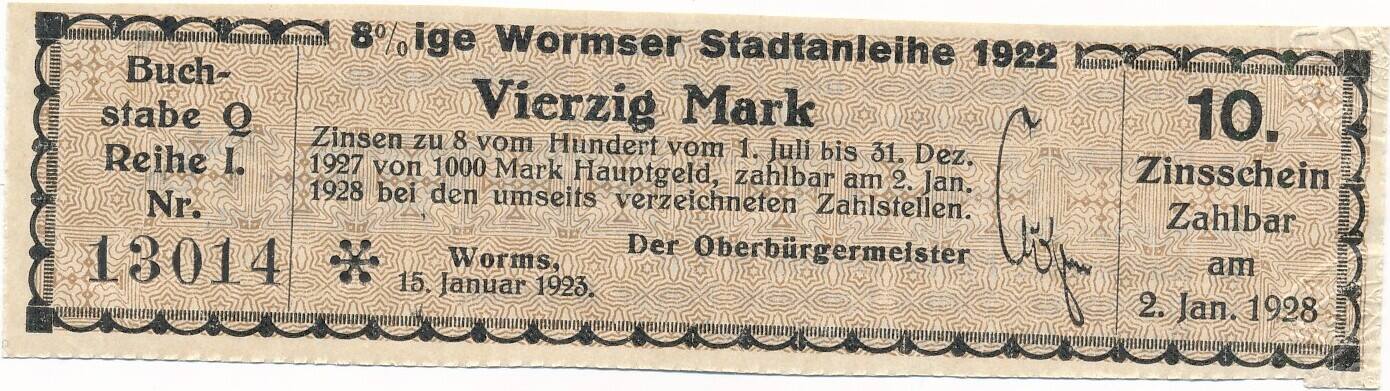 8% ige Wormser Stadtanleihe 1922
Buch-
stabe Q
Reihe I.
Nr.
13014
Vierzig Mark
Zinsen zu 8 vom Hundert vom 1. Juli bis 31. Dez.
1927 von 1000 Mark Hauptgeld, zahlbar am 2. Jan.
1928 bei den umseits verzeichneten Zahlstellen.
Worms,
15. Januar 1923.
Der Oberbürgermeister
10.
Zinsschein
Zahlbar
am
2. Jan. 1928